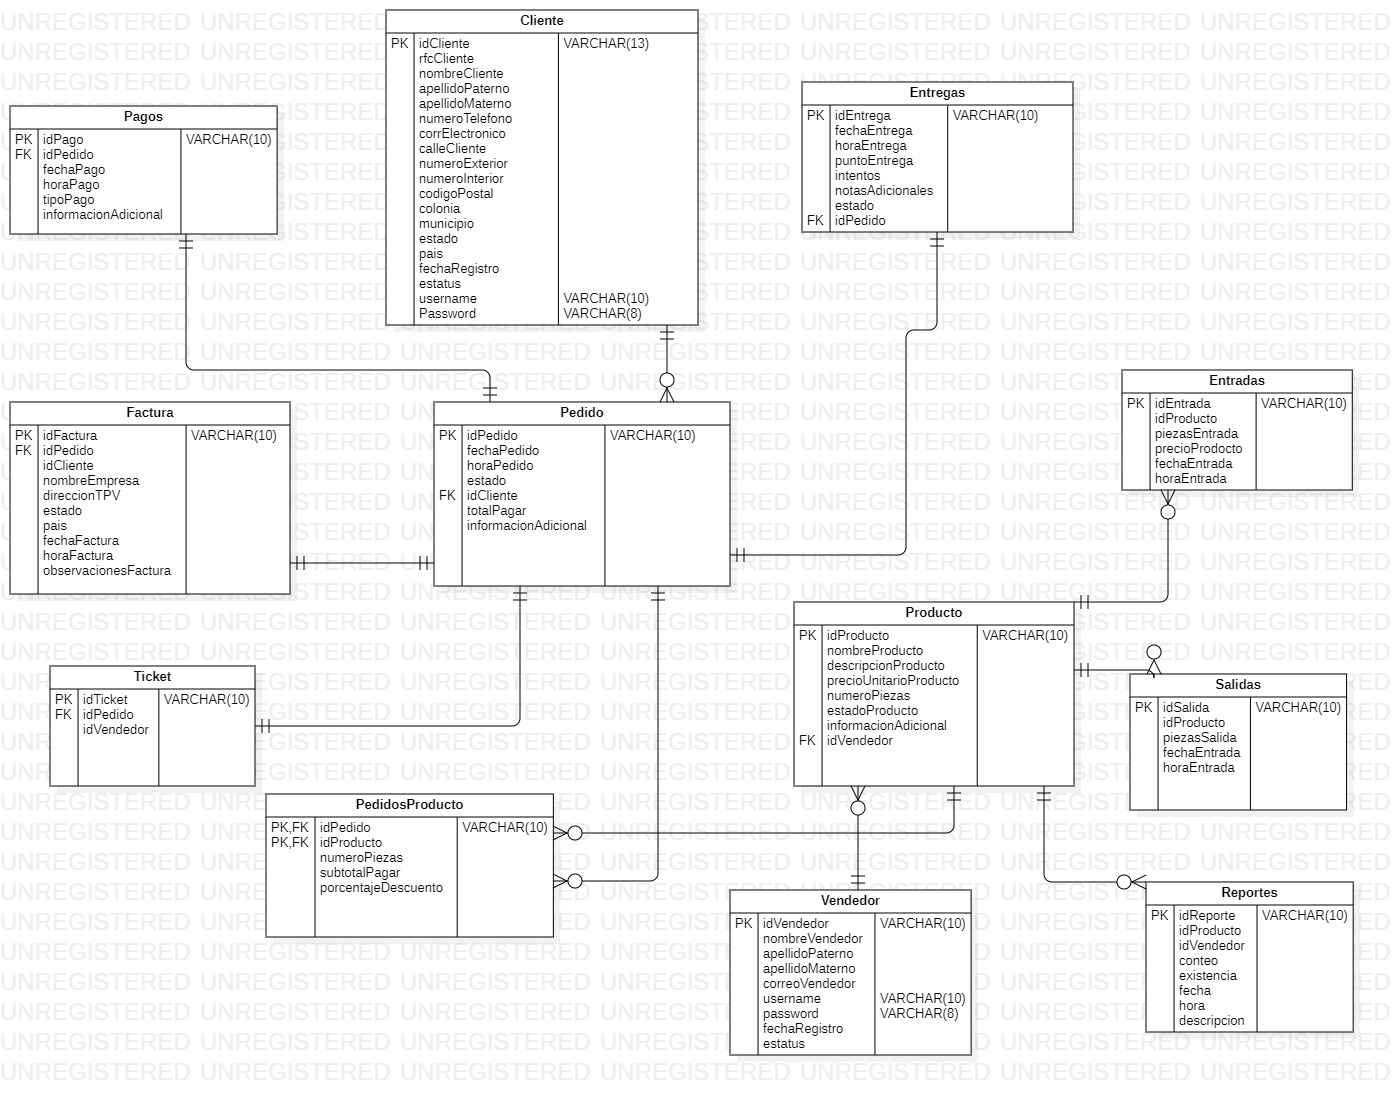 Cliente
PK idCliente VARCHAR(13)
rfcCliente
nombreCliente
apellidoPaterno
apellidoMaterno
numeroTelefono
corrElectronico
calleCliente
numeroExterior
numeroInterior
codigoPostal
colonia
municipio
estado
pais
fechaRegistro
estatus
username VARCHAR(10)
Password VARCHAR(8)
Entregas
PK idEntrega VARCHAR(10)
fechaEntrega
horaEntrega
puntoEntrega
intentos
notasAdicionales
estado
FK idPedido
Pagos
PK idPago VARCHAR(10)
FK idPedido
fechaPago
horaPago
tipoPago
informacionAdicional
Entradas
PK idEntrada VARCHAR(10)
idProducto
piezasEntrada
precioProdocto
fechaEntrada
horaEntrada
Factura
PK idFactura VARCHAR(10)
FK idPedido
idCliente
nombreEmpresa
direccionTPV
estado
pais
fechaFactura
horaFactura
observacionesFactura
Pedido
PK idPedido VARCHAR(10)
fechaPedido
horaPedido
estado
FK idCliente
totalPagar
informacionAdicional
Producto
PK idProducto VARCHAR(10)
nombreProducto
descripcionProducto
precioUnitarioProducto
numeroPiezas
estadoProducto
informacionAdicional
FK idVendedor
Ticket
PK idTicket VARCHAR(10)
FK idPedido
idVendedor
Salidas
PK idSalida VARCHAR(10)
idProducto
piezasSalida
fechaEntrada
horaEntrada
PedidosProducto
PK,FK idPedido VARCHAR(10)
PK,FK idProducto
numeroPiezas
subtotalPagar
porcentajeDescuento
Vendedor
PK idVendedor VARCHAR(10)
nombreVendedor
apellidoPaterno
apellidoMaterno
correoVendedor
username VARCHAR(10)
password VARCHAR(8)
fechaRegistro
estatus
Reportes
PK idReporte VARCHAR(10)
idProducto
idVendedor
conteo
existencia
fecha
hora
descripcion
UNREGISTERED